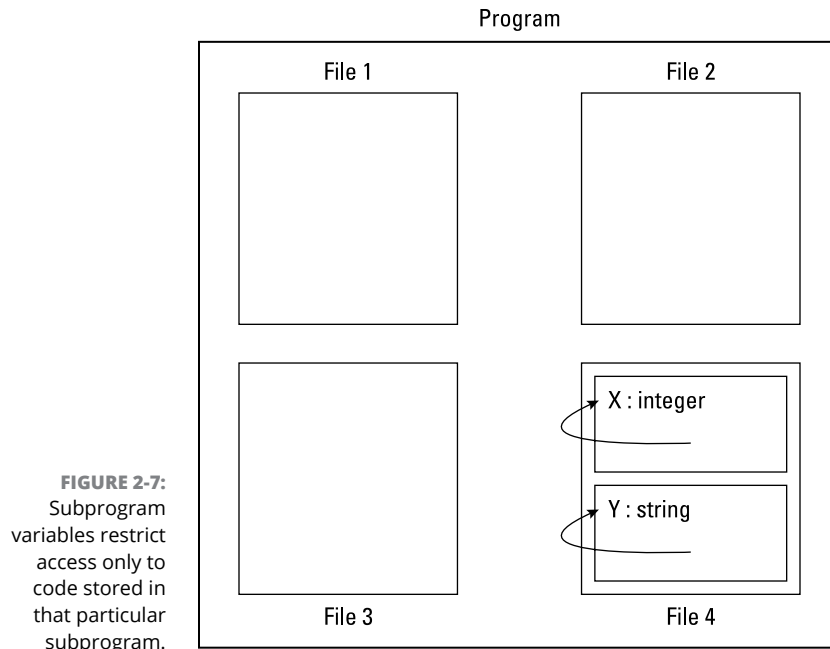 Program
File 1
File 2
X : integer
Y : string
File 3
File 4
FIGURE 2-7:
Subprogram
variables restrict
access only to
code stored in
that particular
subprogram.